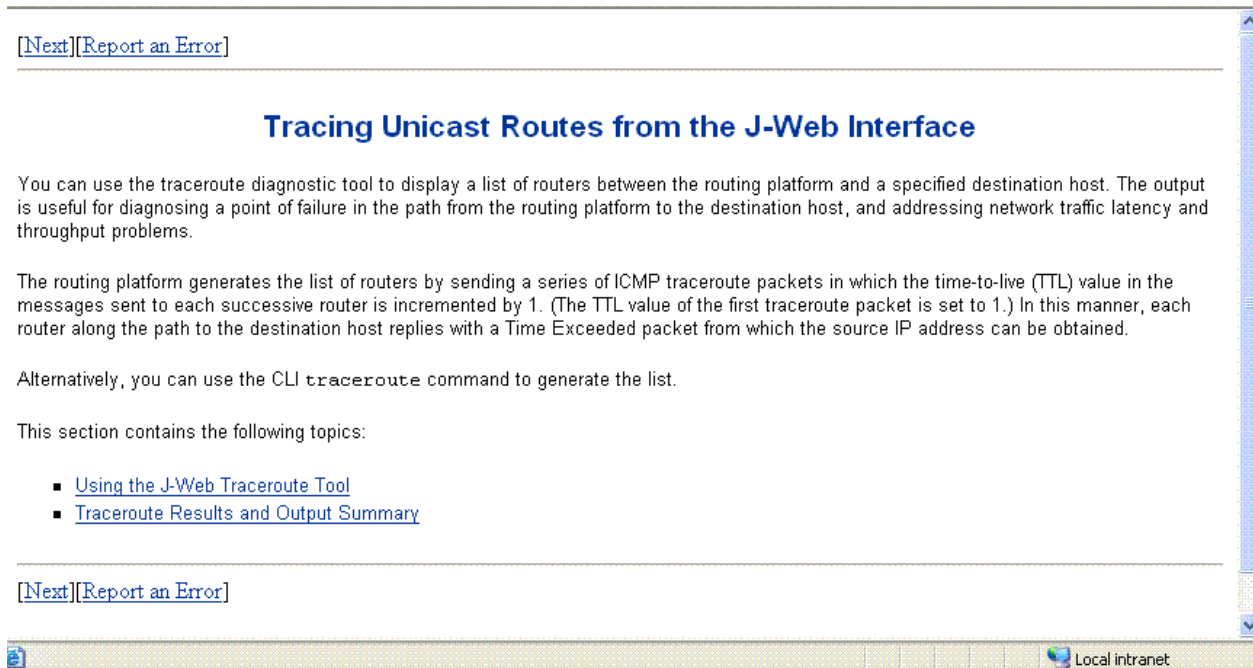 [Next][Report an Error]
Tracing Unicast Routes from the J-Web Interface
You can use the traceroute diagnostic tool to display a list of routers between the routing platform and a specified destination host. The output
is useful for diagnosing a point of failure in the path from the routing platform to the destination host, and addressing network traffic latency and
throughput problems.
The routing platform generates the list of routers by sending a series of ICMP traceroute packets in which the time-to-live (TTL) value in the
messages sent to each successive router is incremented by 1. (The TTL value of the first traceroute packet is set to 1.) In this manner, each
router along the path to the destination host replies with a Time Exceeded packet from which the source IP address can be obtained.
Alternatively, you can use the CLI traceroute command to generate the list.
This section contains the following topics:
■ Using the J-Web Traceroute Tool
■ Traceroute Results and Output Summary
[Next][Report an Error]
Local intranet